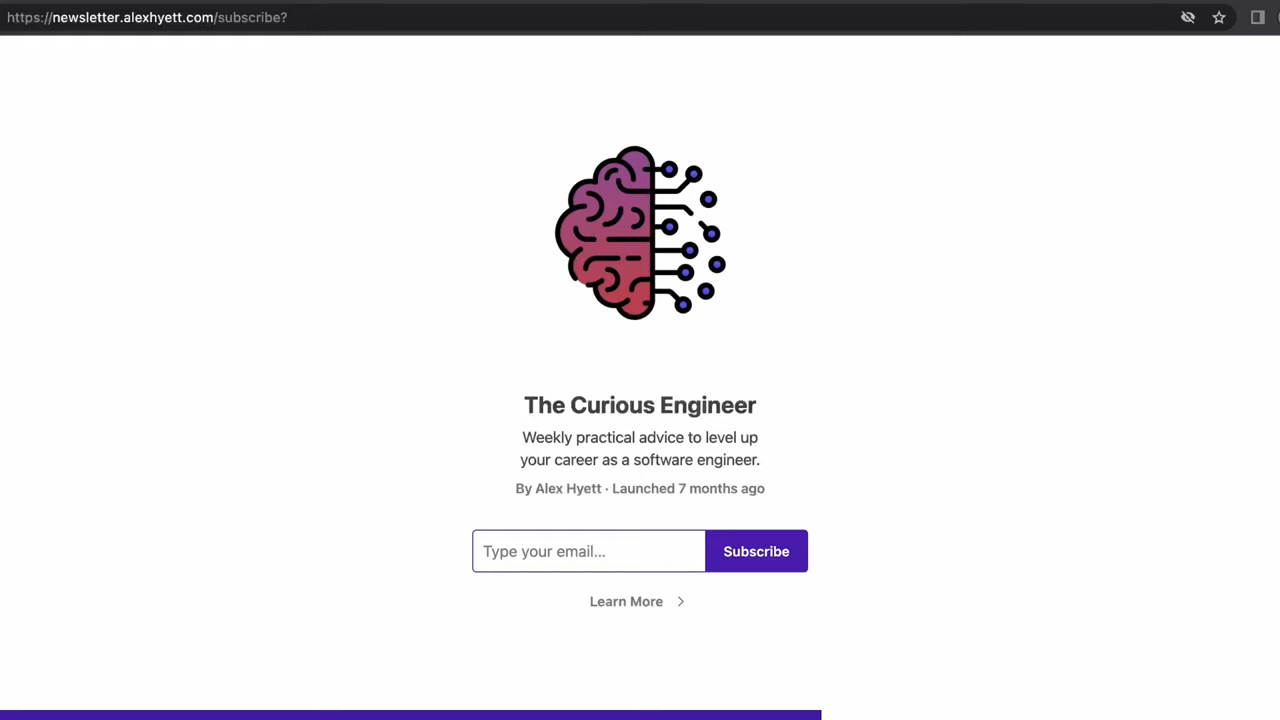 https://newsletter.alexhyett.com/subscribe?
The Curious Engineer
Weekly practical advice to level up
your career as a software engineer.
By Alex Hyett · Launched 7 months ago
Type your email...
Subscribe
Learn More